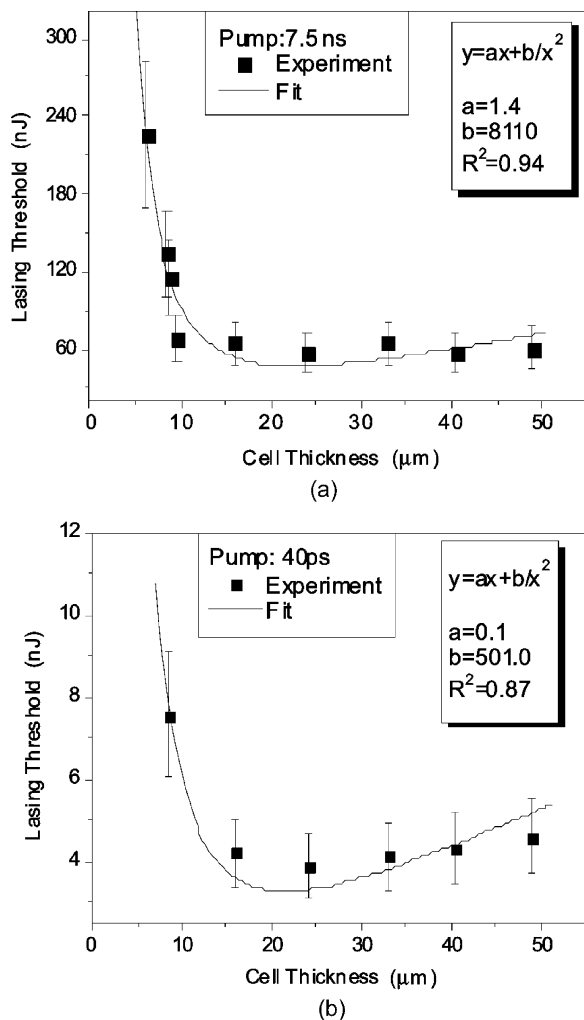 Pump:7.5 ns
Experiment
Fit
y=ax+b/x²
a=1.4
b=8110
R²=0.94
Lasing Threshold (nJ)
300
240
180
120
60
0
10
20
30
40
50
Cell Thickness (μm)
(a)
Pump: 40ps
Experiment
Fit
y=ax+b/x²
a=0.1
b=501.0
R²=0.87
Lasing Threshold (nJ)
12
10
8
6
4
0
10
20
30
40
50
Cell Thickness (μm)
(b)